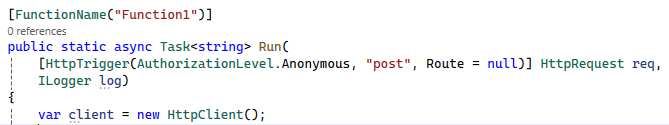 [FunctionName("Function1")]
0 references
public static async Task<string> Run(
[HttpTrigger(AuthorizationLevel.Anonymous, "post", Route = null)] HttpRequest req,
ILogger log)
{
var client = new HttpClient();